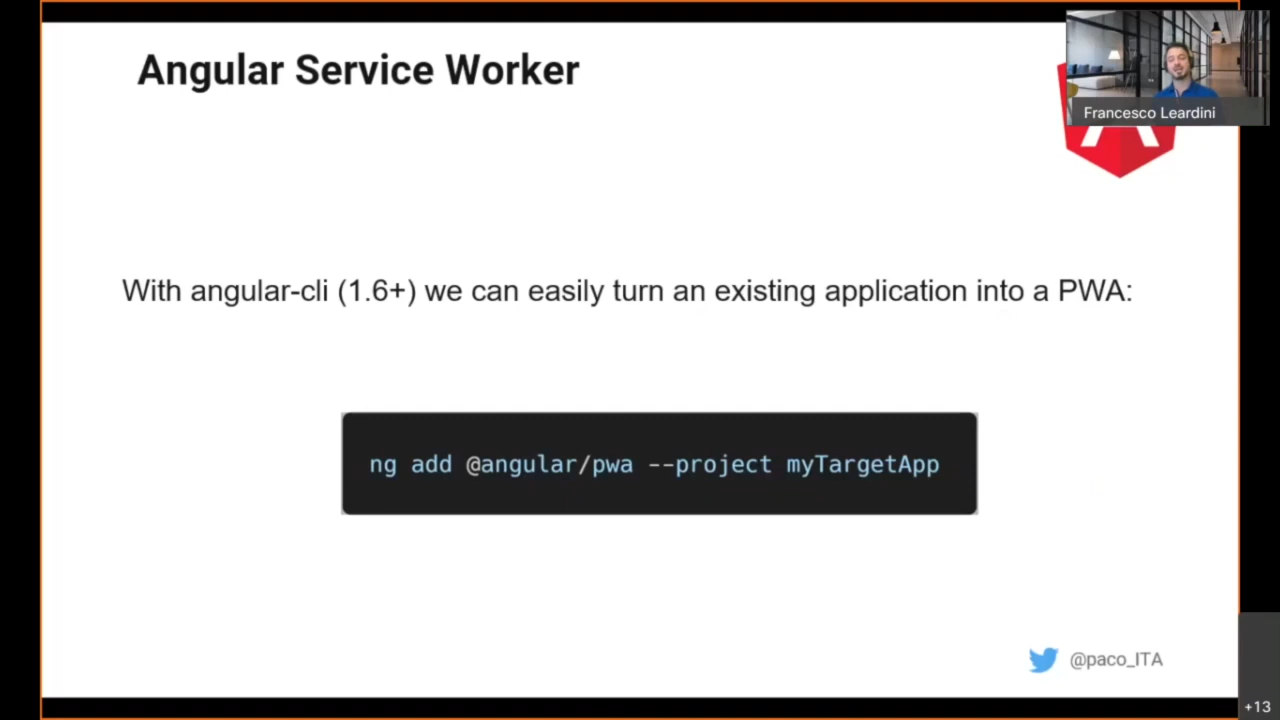 Angular Service Worker
Francesco Leardini
With angular-cli (1.6+) we can easily turn an existing application into a PWA:
ng add @angular/pwa --project myTargetApp
@paco_ITA
+13